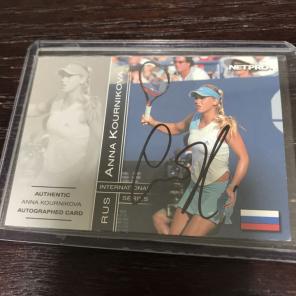 NETPRO
ANNA KOURNIKOVA
RUS
INTERNATIONAL
SERIES
AUTHENTIC
ANNA KOURNIKOVA
AUTOGRAPHED CARD